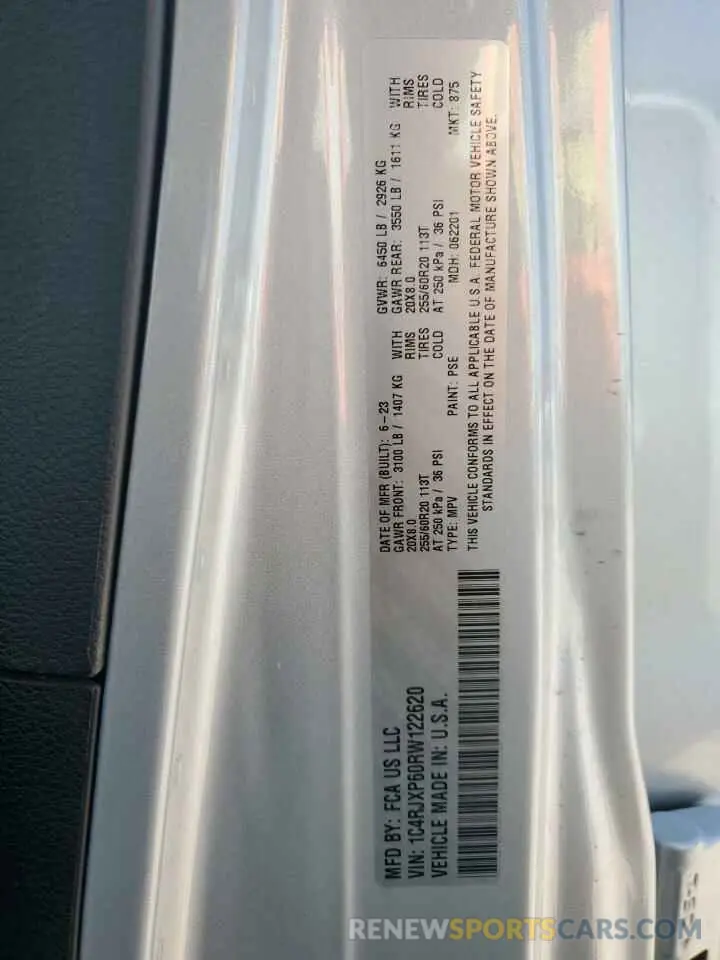 MFD BY: FCA US LLC
VIN: 1C4RJXP60RW122620
VEHICLE MADE IN: U.S.A.
DATE OF MFR (BUILT): 6-23 GVWR: 6450 LB / 2926 KG
GAWR FRONT: 3100 LB / 1407 KG WITH GAWR REAR: 3550 LB / 1611 KG WITH
20X8.0 RIMS 20X8.0 RIMS
255/60R20 113T TIRES 255/60R20 113T TIRES
AT 250 kPa / 36 PSI COLD AT 250 kPa / 36 PSI COLD
TYPE: MPV PAINT: PSE MDH: 062201 MKT: 875
THIS VEHICLE CONFORMS TO ALL APPLICABLE U.S.A. FEDERAL MOTOR VEHICLE SAFETY
STANDARDS IN EFFECT ON THE DATE OF MANUFACTURE SHOWN ABOVE.
RENEWSPORTSCARS.COM